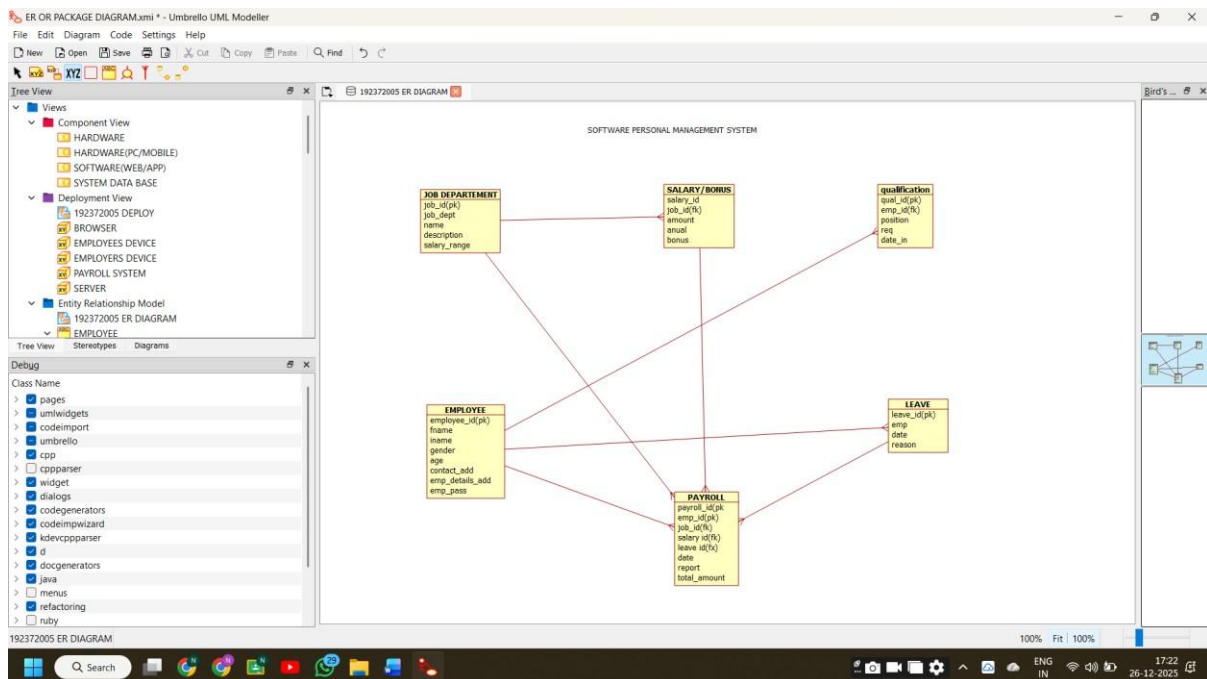 ER OR PACKAGE DIAGRAM.xmi * - Umbrello UML Modeller
File Edit Diagram Code Settings Help
New Open Save Cut Copy Paste Find
XYZ
Tree View
Views
Component View
HARDWARE
HARDWARE(PC/MOBILE)
SOFTWARE(WEB/APP)
SYSTEM DATA BASE
Deployment View
192372005 DEPLOY
BROWSER
EMPLOYEES DEVICE
EMPLOYERS DEVICE
PAYROLL SYSTEM
SERVER
Entity Relationship Model
192372005 ER DIAGRAM
EMPLOYEE
Tree View Stereotypes Diagrams
Debug
Class Name
pages
umlwidgets
codeimport
umbrello
cpp
cppparser
widget
dialogs
codegenerators
codeimpwizard
kdevcppparser
d
docgenerators
java
menus
refactoring
ruby
192372005 ER DIAGRAM
SOFTWARE PERSONAL MANAGEMENT SYSTEM
JOB DEPARTEMENT
job_id(pk)
job_dept
name
description
salary_range
SALARY/BONUS
salary_id
job_id(fk)
amount
anual
bonus
qualification
qual_id(pk)
emp_id(fk)
position
req
date_in
EMPLOYEE
employee_id(pk)
fname
iname
gender
age
contact_add
emp_details_add
emp_pass
LEAVE
leave_id(pk)
emp
date
reason
PAYROLL
payroll_id(pk
emp_id(pk)
job_id(fk)
salary id(fk)
leave id(fx)
date
report
total_amount
Bird's ...
192372005 ER DIAGRAM
100% Fit 100%
Search
29
ENG
IN
17:22
26-12-2025